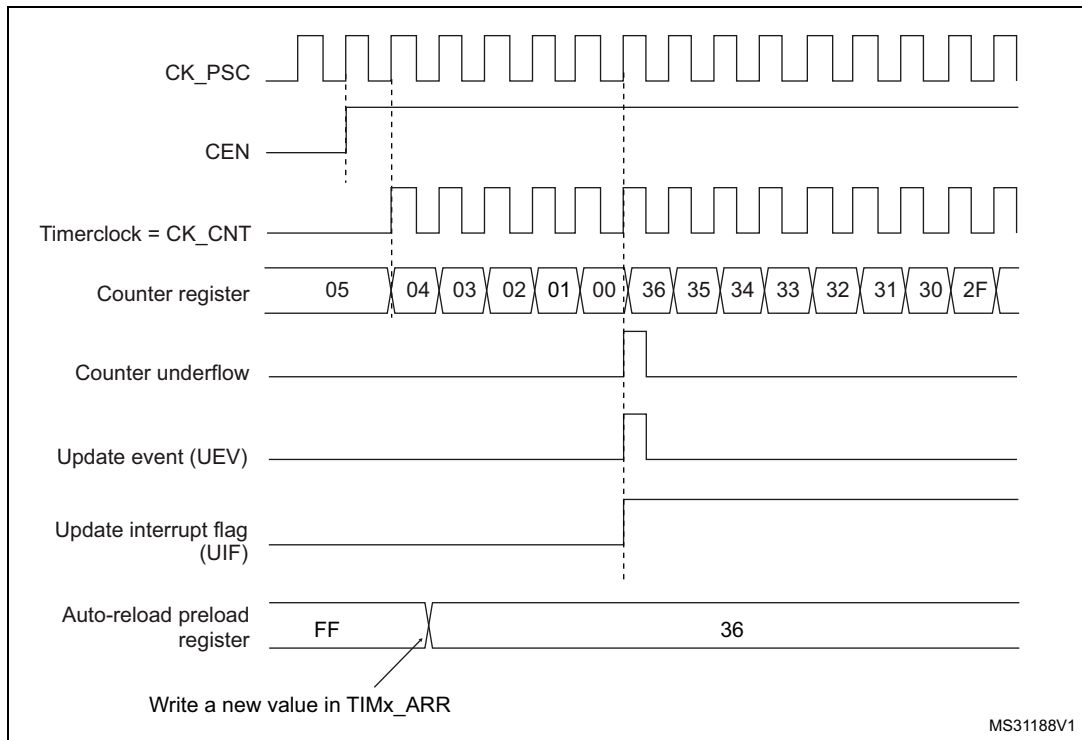 CK_PSC
CEN
Timerclock = CK_CNT
Counter register 05 04 03 02 01 00 36 35 34 33 32 31 30 2F
Counter underflow
Update event (UEV)
Update interrupt flag
(UIF)
Auto-reload preload
register
FF 36
Write a new value in TIMx_ARR
MS31188V1